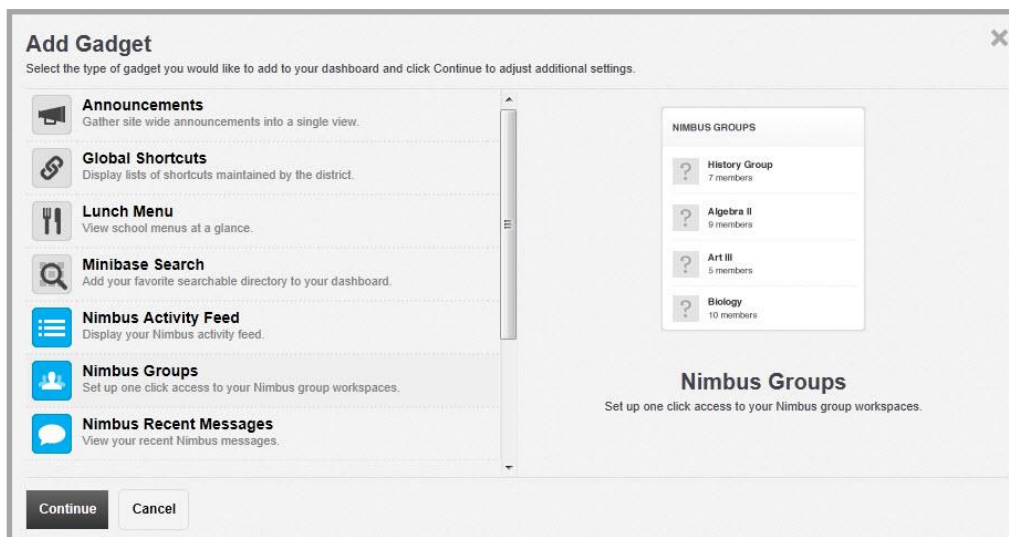 Add Gadget
Select the type of gadget you would like to add to your dashboard and click Continue to adjust additional settings.
Announcements
Gather site wide announcements into a single view.
Global Shortcuts
Display lists of shortcuts maintained by the district.
Lunch Menu
View school menus at a glance.
Minibase Search
Add your favorite searchable directory to your dashboard.
Nimbus Activity Feed
Display your Nimbus activity feed.
Nimbus Groups
Set up one click access to your Nimbus group workspaces.
Nimbus Recent Messages
View your recent Nimbus messages.
NIMBUS GROUPS
? History Group
7 members
? Algebra II
9 members
? Art III
5 members
? Biology
10 members
Nimbus Groups
Set up one click access to your Nimbus group workspaces.
Continue Cancel